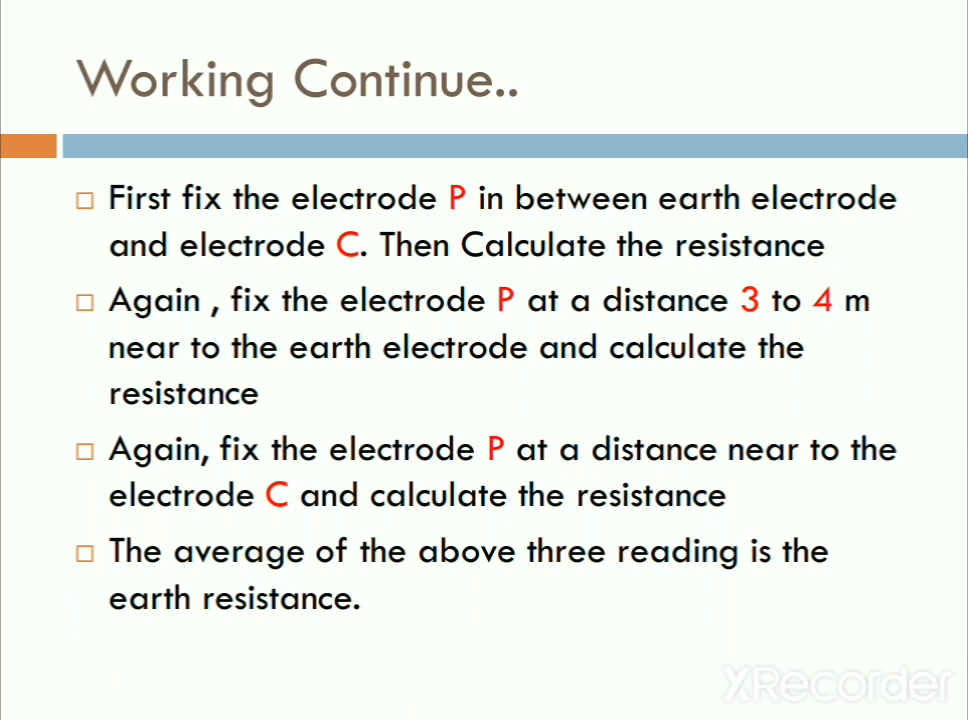 Working Continue..
First fix the electrode P in between earth electrode
and electrode C. Then Calculate the resistance
Again , fix the electrode P at a distance 3 to 4 m
near to the earth electrode and calculate the
resistance
Again, fix the electrode P at a distance near to the
electrode C and calculate the resistance
The average of the above three reading is the
earth resistance.
XRecorder